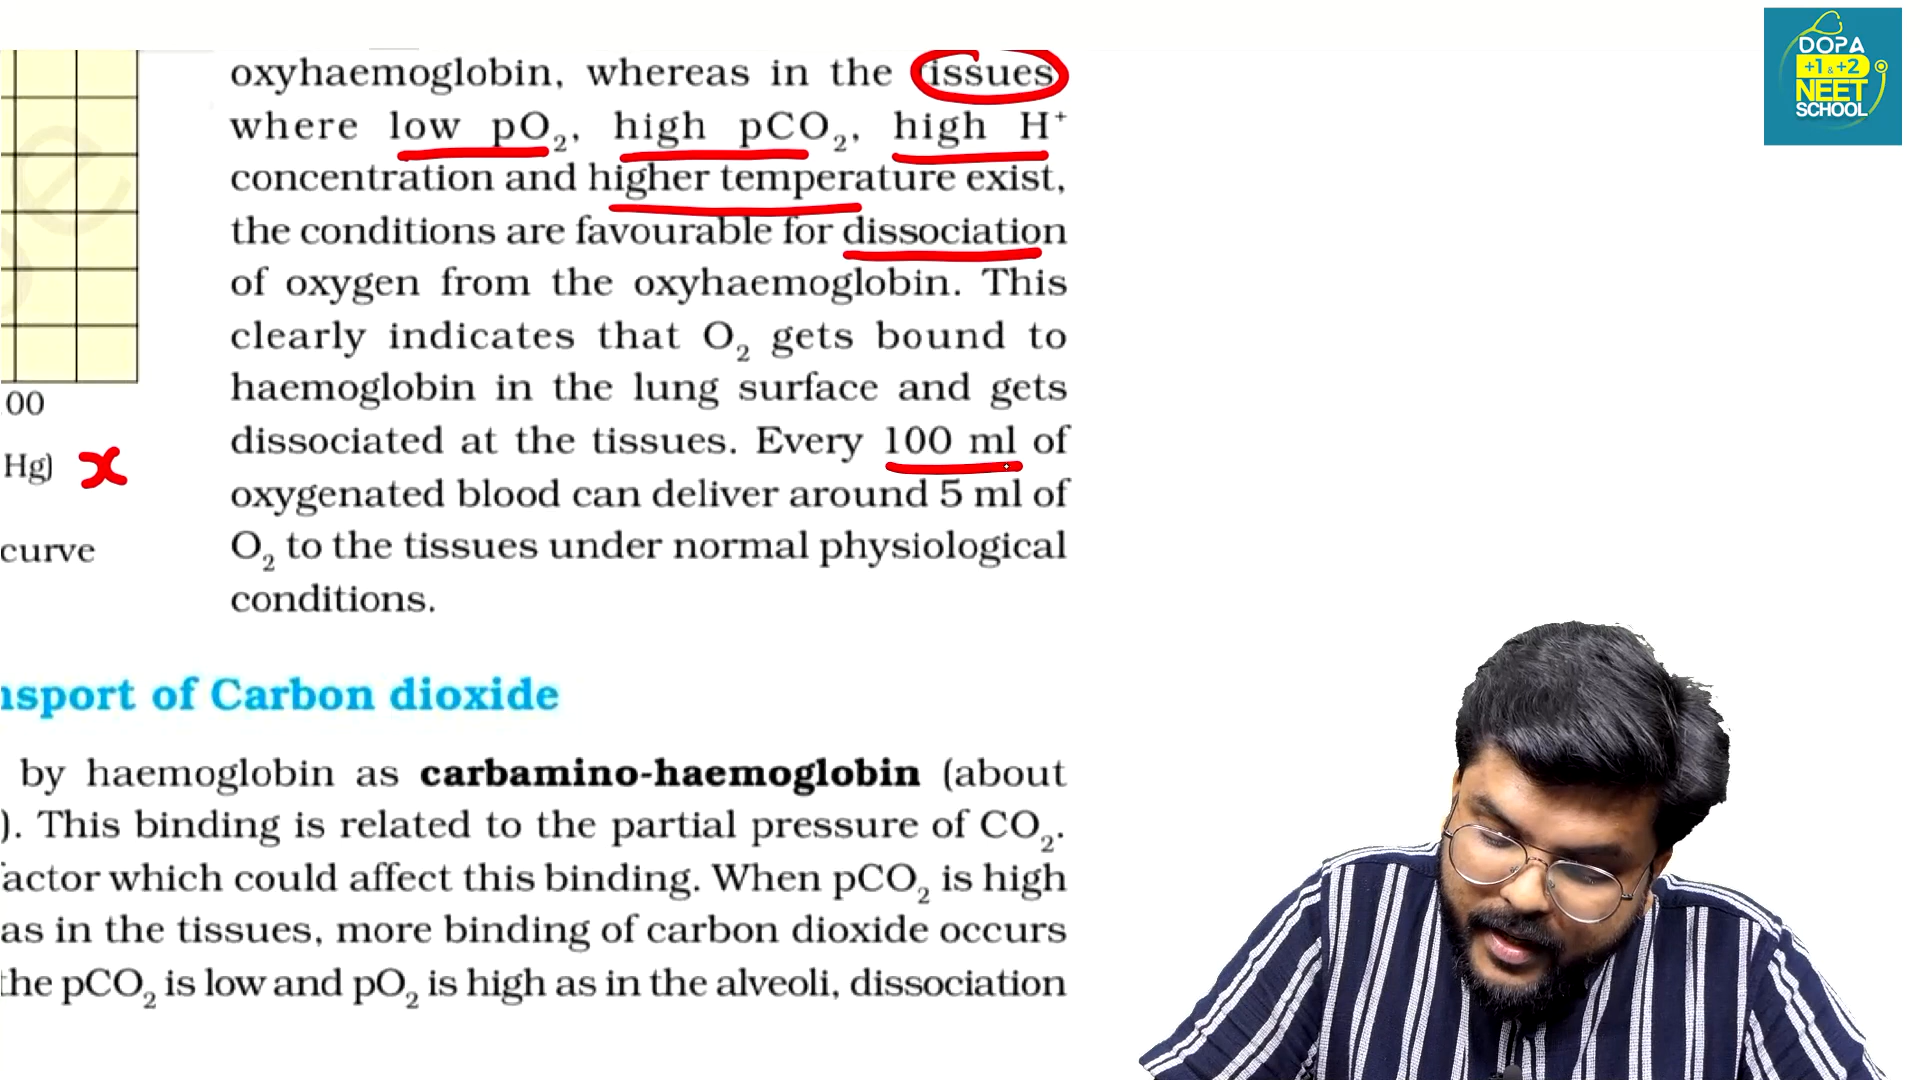 DOPA
+1 & +2
NEET
SCHOOL
oxyhaemoglobin, whereas in the tissues
where low pO₂, high pCO₂, high H⁺
concentration and higher temperature exist,
the conditions are favourable for dissociation
of oxygen from the oxyhaemoglobin. This
clearly indicates that O₂ gets bound to
haemoglobin in the lung surface and gets
dissociated at the tissues. Every 100 ml of
oxygenated blood can deliver around 5 ml of
O₂ to the tissues under normal physiological
conditions.
00
Hg)
curve
nsport of Carbon dioxide
by haemoglobin as carbamino-haemoglobin (about
). This binding is related to the partial pressure of CO₂.
actor which could affect this binding. When pCO₂ is high
as in the tissues, more binding of carbon dioxide occurs
the pCO₂ is low and pO₂ is high as in the alveoli, dissociation